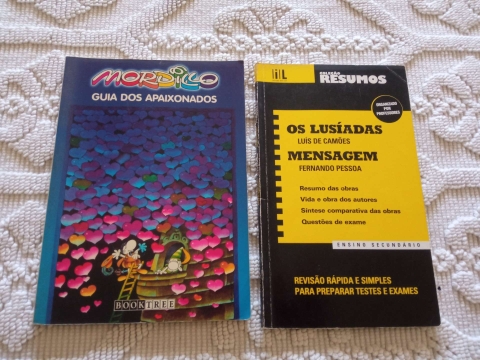 MORDILLO
GUIA DOS APAIXONADOS
BOOKTREE
COLEÇÃO
RESUMOS
ORGANIZADO
POR
PROFESSORES
OS LUSÍADAS
LUÍS DE CAMÕES
MENSAGEM
FERNANDO PESSOA
Resumo das obras
Vida e obra dos autores
Síntese comparativa das obras
Questões de exame
ENSINO SECUNDÁRIO
REVISÃO RÁPIDA E SIMPLES
PARA PREPARAR TESTES E EXAMES